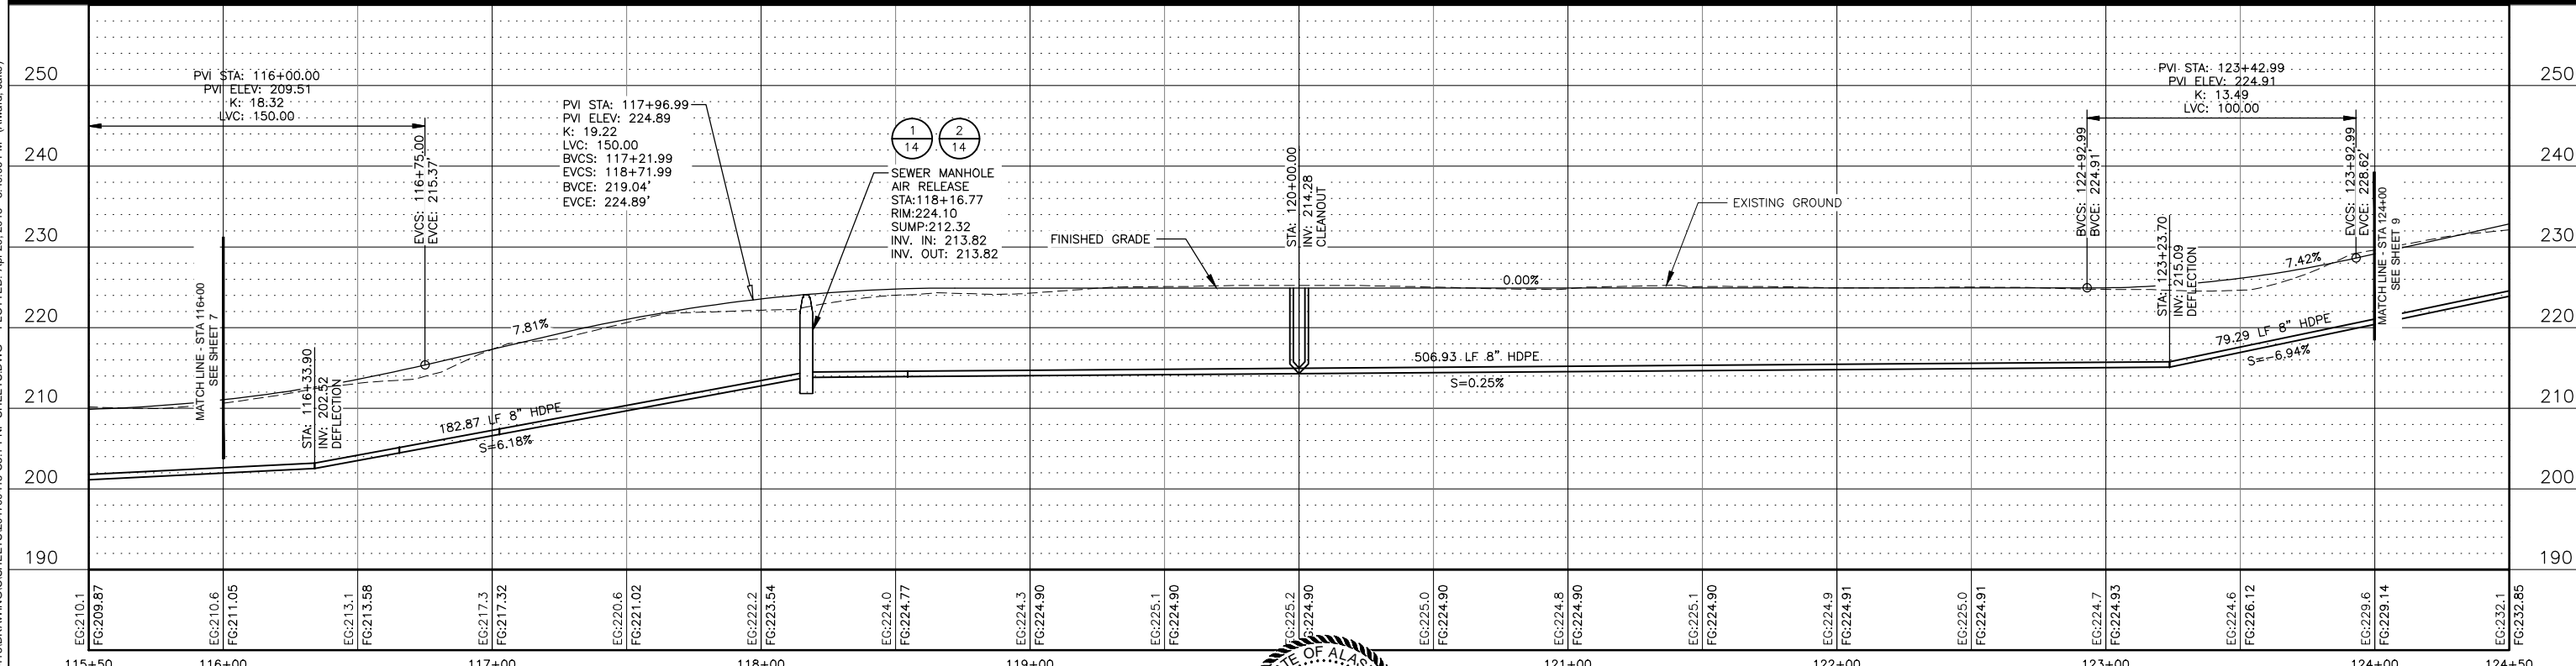 250
240
230
220
210
200
190
250
240
230
220
210
200
190
PVI STA: 116+00.00
PVI ELEV: 209.51
K: 18.32
LVC: 150.00
EVCS: 116+75.00
EVCE: 215.37'
MATCH LINE - STA 116+00
SEE SHEET 7
STA: 116+33.90
INV: 202.52
DEFLECTION
7.81%
182.87 LF 8" HDPE
S=6.18%
PVI STA: 117+96.99
PVI ELEV: 224.89
K: 19.22
LVC: 150.00
BVCS: 117+21.99
EVCS: 118+71.99
BVCE: 219.04'
EVCE: 224.89'
1
14
2
14
SEWER MANHOLE
AIR RELEASE
STA:118+16.77
RIM:224.10
SUMP:212.32
INV. IN: 213.82
INV. OUT: 213.82
FINISHED GRADE
STA: 120+00.00
INV: 214.28
CLEANOUT
0.00%
506.93 LF 8" HDPE
S=0.25%
EXISTING GROUND
PVI STA: 123+42.99
PVI ELEV: 224.91
K: 13.49
LVC: 100.00
BVCS: 122+92.99
BVCE: 224.91'
STA: 123+23.70
INV: 215.09
DEFLECTION
7.42%
79.29 LF 8" HDPE
S=-6.94%
EVCS: 123+92.99
EVCE: 228.62'
MATCH LINE - STA 124+00
SEE SHEET 9
EG:210.1
FG:209.87
EG:210.6
FG:211.05
EG:213.1
FG:213.58
EG:217.3
FG:217.32
EG:220.6
FG:221.02
EG:222.2
FG:223.54
EG:224.0
FG:224.77
EG:224.3
FG:224.90
EG:225.1
FG:224.90
EG:225.2
FG:224.90
EG:225.0
FG:224.90
EG:224.8
FG:224.90
EG:225.1
FG:224.90
EG:224.9
FG:224.91
EG:225.0
FG:224.91
EG:224.7
FG:224.93
EG:224.6
FG:226.12
EG:229.6
FG:229.14
EG:232.1
FG:232.85
115+50
116+00
117+00
118+00
119+00
121+00
122+00
123+00
124+00
124+50
OF ALAS